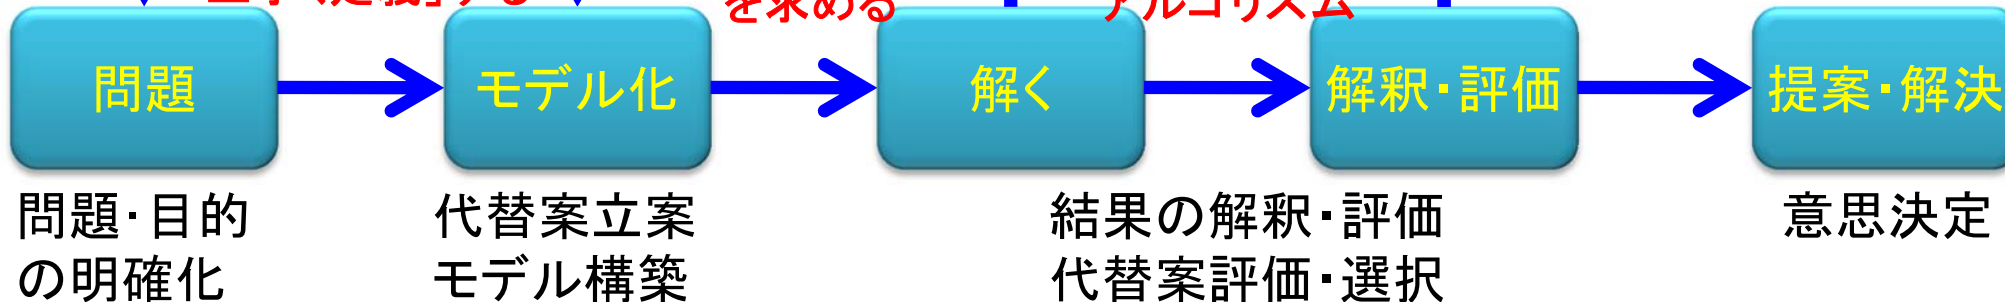 を求める
アルゴリズム
問題
モデル化
解く
解釈・評価
提案・解決
問題・目的
の明確化
代替案立案
モデル構築
結果の解釈・評価
代替案評価・選択
意思決定